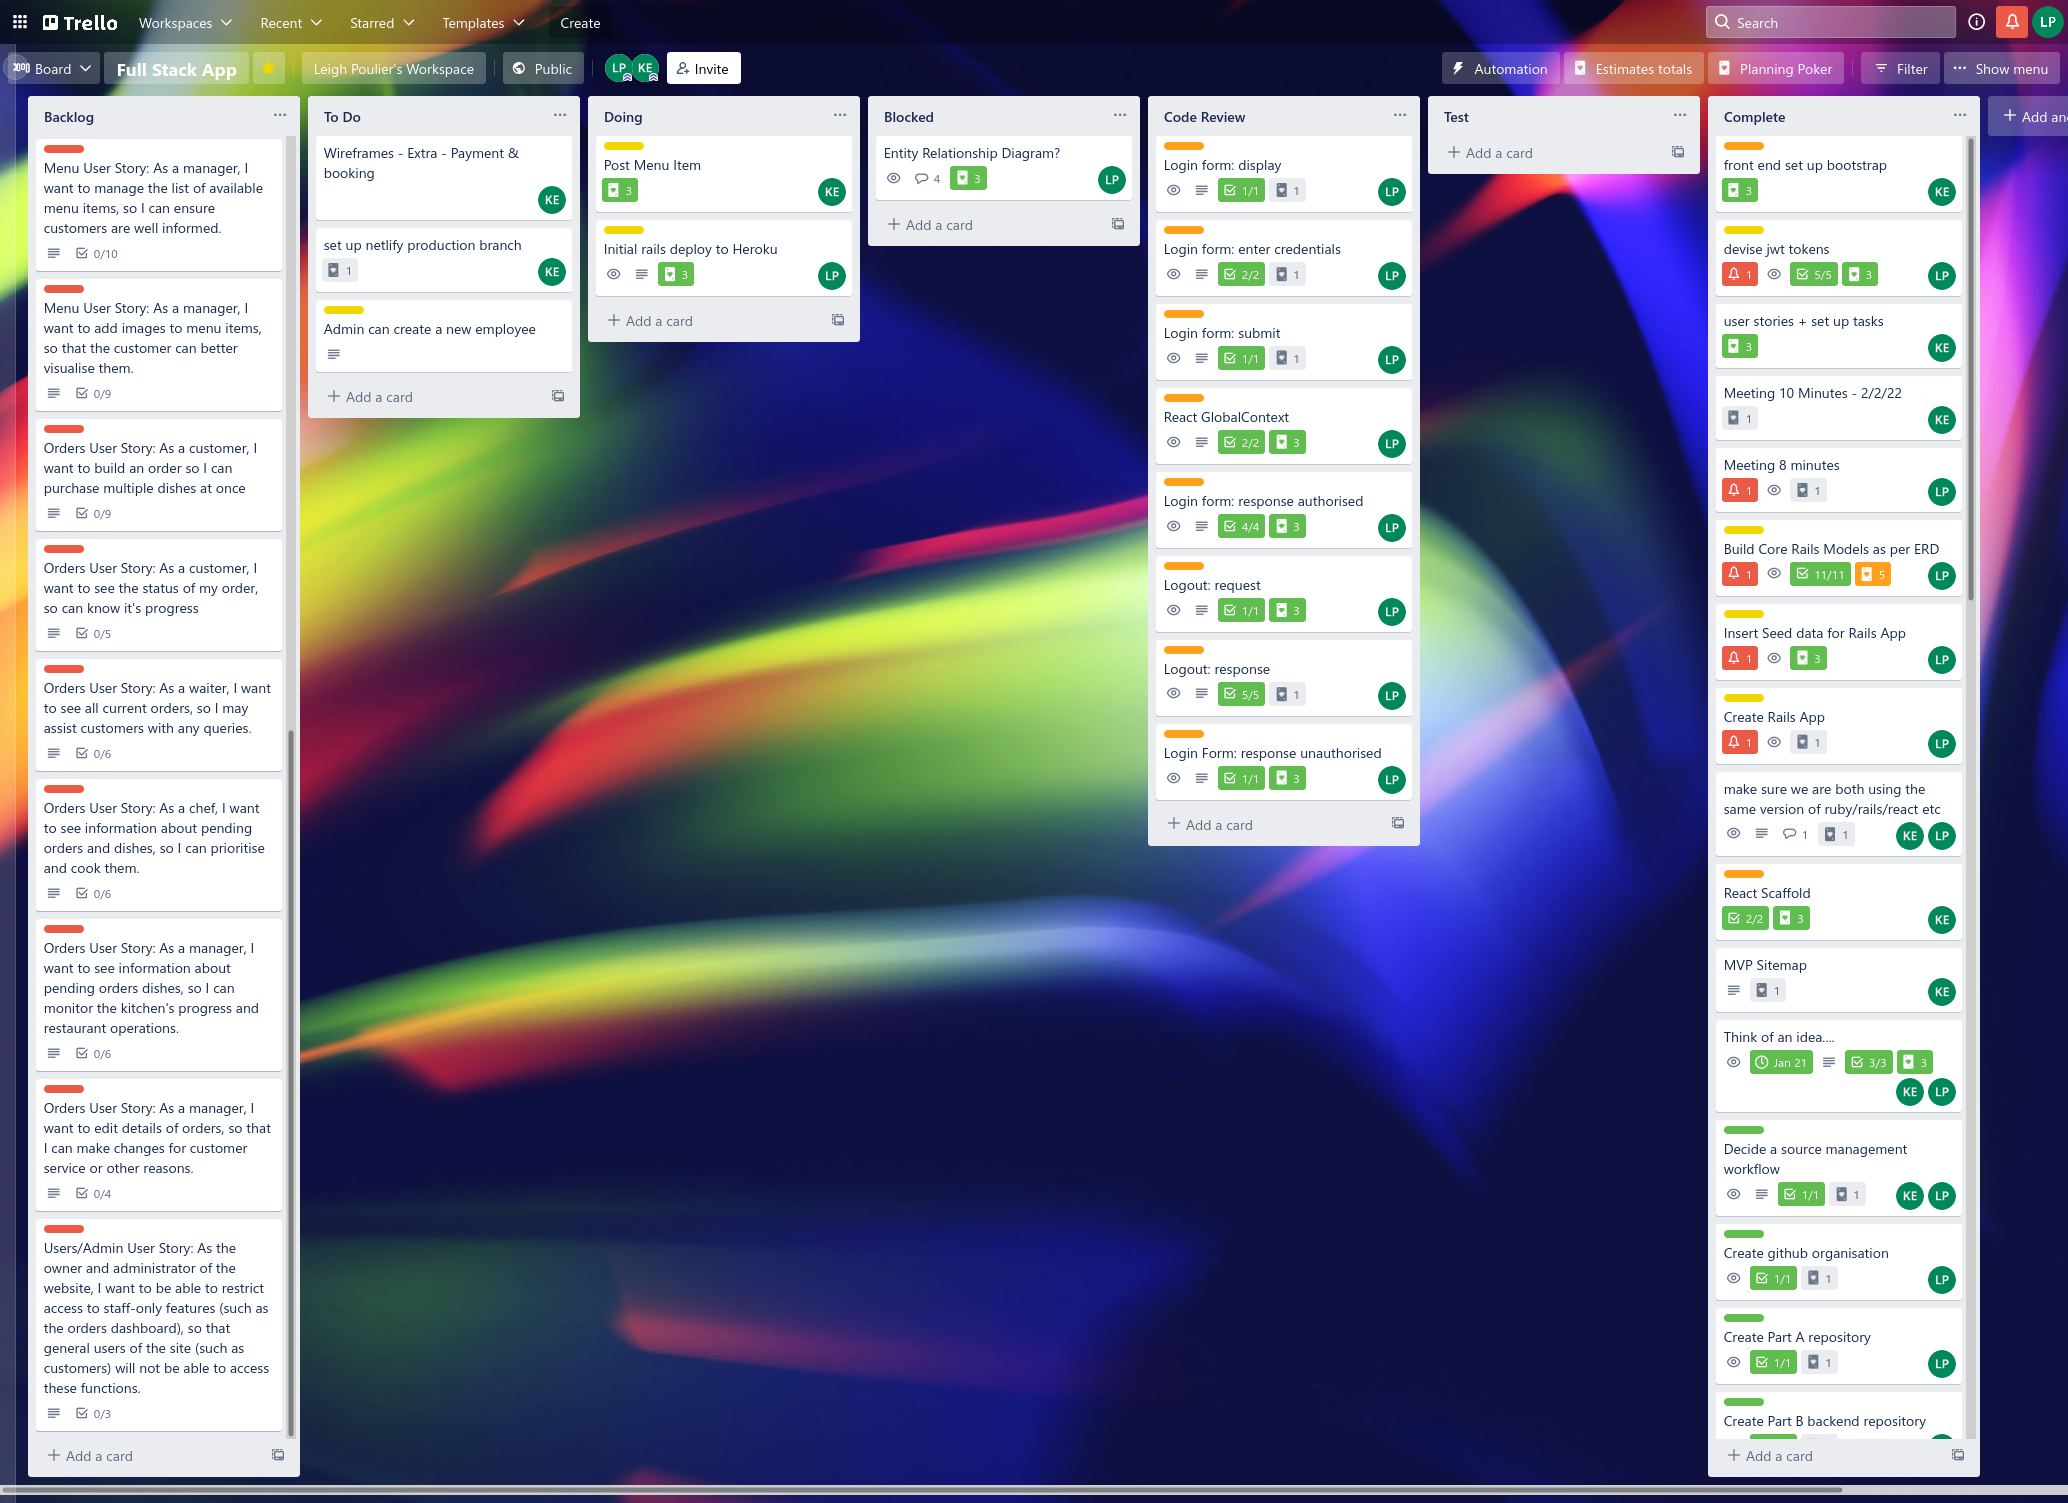 Trello
Workspaces
Recent
Starred
Templates
Create
Search
LP
Board
Full Stack App
Leigh Poulier's Workspace
Public
LP
KE
Invite
Automation
Estimates totals
Planning Poker
Filter
Show menu
Backlog
Menu User Story: As a manager, I
want to manage the list of available
menu items, so I can ensure
customers are well informed.
0/10
Menu User Story: As a manager, I
want to add images to menu items,
so that the customer can better
visualise them.
0/9
Orders User Story: As a customer, I
want to build an order so I can
purchase multiple dishes at once
0/9
Orders User Story: As a customer, I
want to see the status of my order,
so can know it's progress
0/5
Orders User Story: As a waiter, I want
to see all current orders, so I may
assist customers with any queries.
0/6
Orders User Story: As a chef, I want
to see information about pending
orders and dishes, so I can prioritise
and cook them.
0/6
Orders User Story: As a manager, I
want to see information about
pending orders dishes, so I can
monitor the kitchen's progress and
restaurant operations.
0/6
Orders User Story: As a manager, I
want to edit details of orders, so that
I can make changes for customer
service or other reasons.
0/4
Users/Admin User Story: As the
owner and administrator of the
website, I want to be able to restrict
access to staff-only features (such as
the orders dashboard), so that
general users of the site (such as
customers) will not be able to access
these functions.
0/3
+ Add a card
To Do
Wireframes - Extra - Payment &
booking
KE
set up netlify production branch
1
KE
Admin can create a new employee
+ Add a card
Doing
Post Menu Item
3
KE
Initial rails deploy to Heroku
3
LP
+ Add a card
Blocked
Entity Relationship Diagram?
4
3
LP
+ Add a card
Code Review
Login form: display
1/1
1
LP
Login form: enter credentials
2/2
1
LP
Login form: submit
1/1
1
LP
React GlobalContext
2/2
3
LP
Login form: response authorised
4/4
3
LP
Logout: request
1/1
3
LP
Logout: response
5/5
1
LP
Login Form: response unauthorised
1/1
3
LP
+ Add a card
Test
+ Add a card
Complete
front end set up bootstrap
3
KE
devise jwt tokens
1
5/5
3
LP
user stories + set up tasks
3
KE
Meeting 10 Minutes - 2/2/22
1
KE
Meeting 8 minutes
1
1
LP
Build Core Rails Models as per ERD
1
11/11
5
LP
Insert Seed data for Rails App
1
3
LP
Create Rails App
1
1
LP
make sure we are both using the
same version of ruby/rails/react etc
1
1
KE
LP
React Scaffold
2/2
3
KE
MVP Sitemap
1
KE
Think of an idea....
Jan 21
3/3
3
KE
LP
Decide a source management
workflow
1/1
1
KE
LP
Create github organisation
1/1
1
LP
Create Part A repository
1/1
1
LP
Create Part B backend repository
+ Add a card
+ Add